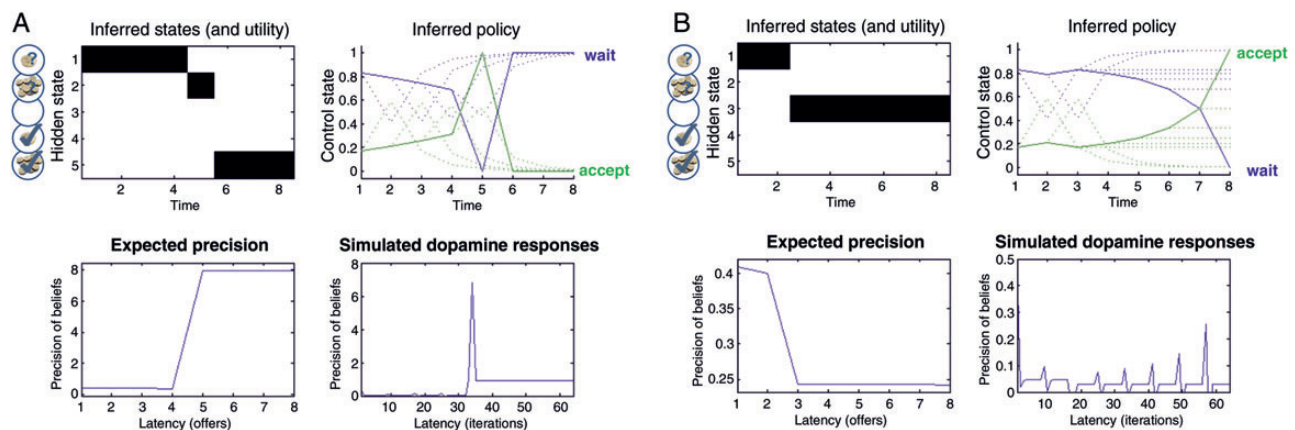 A
Inferred states (and utility)
Hidden state
1
2
3
4
5
2 4 6 8
Time
Inferred policy
Control state
1
0.8
0.6
0.4
0.2
0
1 2 3 4 5 6 7 8
Time
wait
accept
Expected precision
Precision of beliefs
8
6
4
2
0
1 2 3 4 5 6 7 8
Latency (offers)
Simulated dopamine responses
Precision of beliefs
8
6
4
2
0
10 20 30 40 50 60
Latency (iterations)
B
Inferred states (and utility)
Hidden state
1
2
3
4
5
2 4 6 8
Time
Inferred policy
Control state
1
0.8
0.6
0.4
0.2
0
1 2 3 4 5 6 7 8
Time
accept
wait
Expected precision
Precision of beliefs
0.4
0.35
0.3
0.25
1 2 3 4 5 6 7 8
Latency (offers)
Simulated dopamine responses
Precision of beliefs
0.5
0.4
0.3
0.2
0.1
0
10 20 30 40 50 60
Latency (iterations)